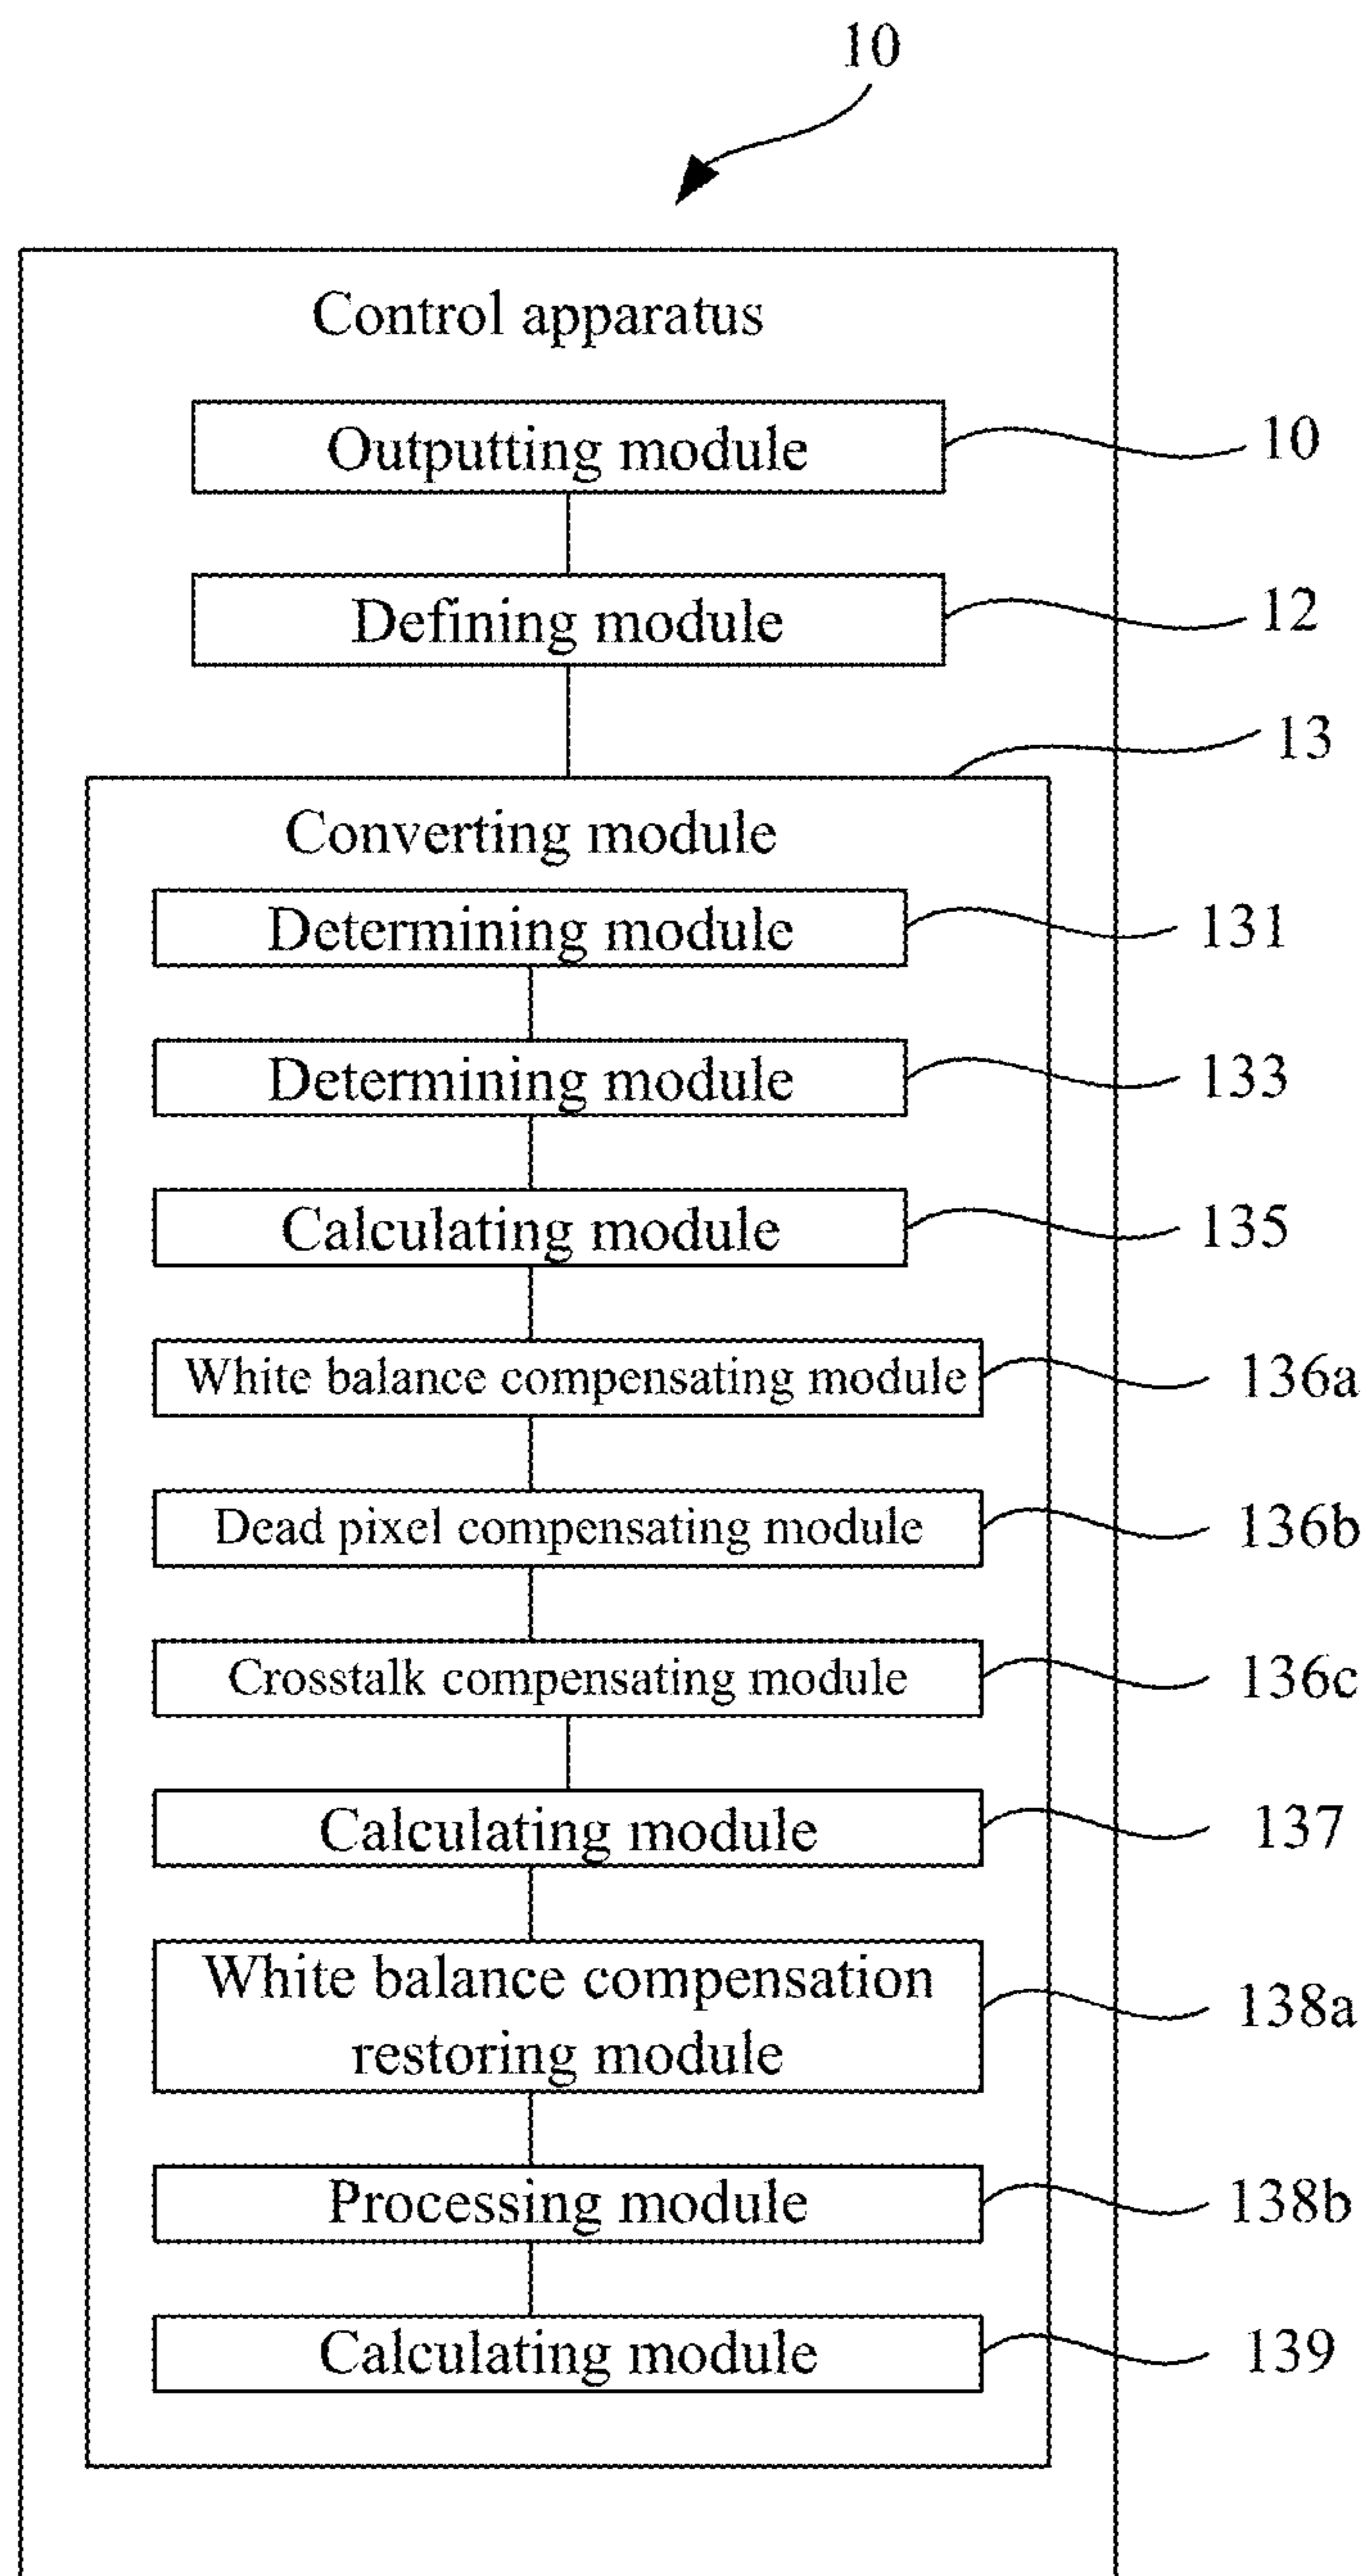 10
Control apparatus
Outputting module
10
Defining module
12
13
Converting module
Determining module
131
Determining module
133
Calculating module
135
White balance compensating module
136a
Dead pixel compensating module
136b
Crosstalk compensating module
136c
Calculating module
137
White balance compensation
restoring module
138a
Processing module
138b
Calculating module
139